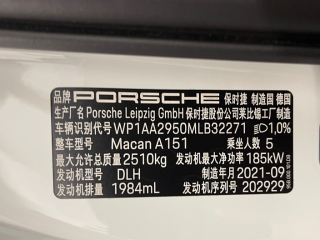 品牌 PORSCHE 保时捷 制造国 德国
生产厂名 Porsche Leipzig GmbH 保时捷股份公司莱比锡工厂制造
车辆识别代号 WP1AA2950MLB32271 1,0%
整车型号 Macan A151 乘坐人数 5
最大允许总质量 2510kg 发动机最大净功率 185kW
发动机型号 DLH 制造年月 2021-09
发动机排量 1984mL 发动机序列号 202929